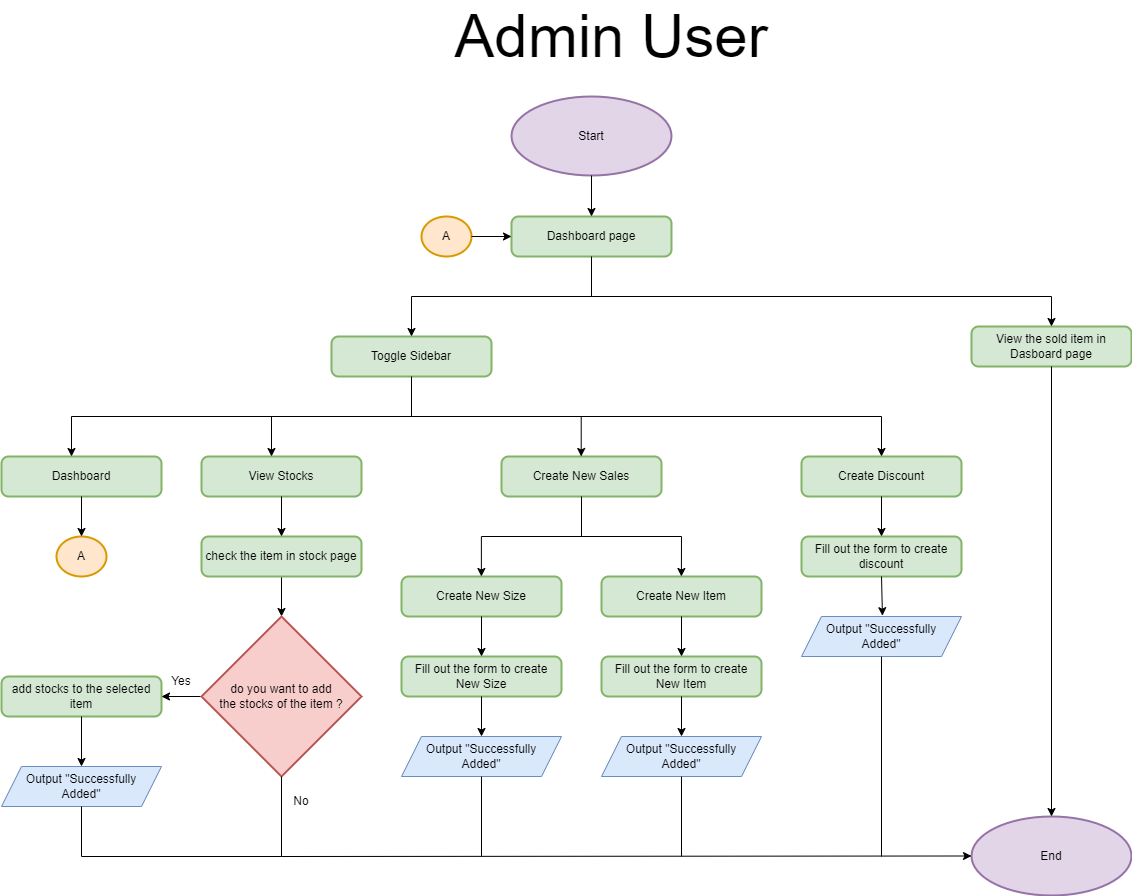 Admin User
Start
A
Dashboard page
Toggle Sidebar
View the sold item in
Dasboard page
Dashboard
View Stocks
Create New Sales
Create Discount
A
check the item in stock page
Fill out the form to create
discount
Create New Size
Create New Item
Output "Successfully
Added"
Fill out the form to create
New Size
Fill out the form to create
New Item
Yes
add stocks to the selected
item
do you want to add
the stocks of the item ?
Output "Successfully
Added"
Output "Successfully
Added"
Output "Successfully
Added"
No
End